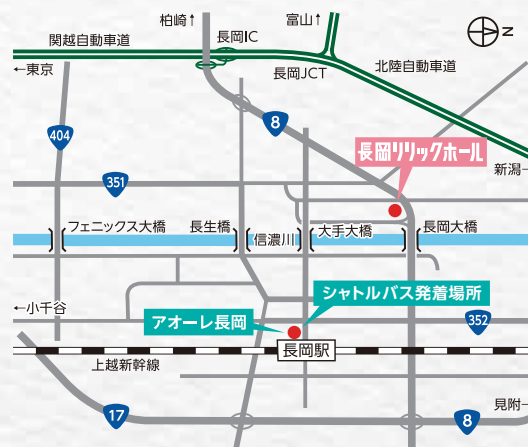 柏崎↑
富山↑
N
関越自動車道
長岡IC
←東京
長岡JCT
北陸自動車道
404
8
長岡リリックホール
351
新潟→
フェニックス大橋
長生橋
信濃川
大手大橋
長岡大橋
←小千谷
シャトルバス発着場所
アオーレ長岡
352
長岡駅
上越新幹線
17
8
見附→